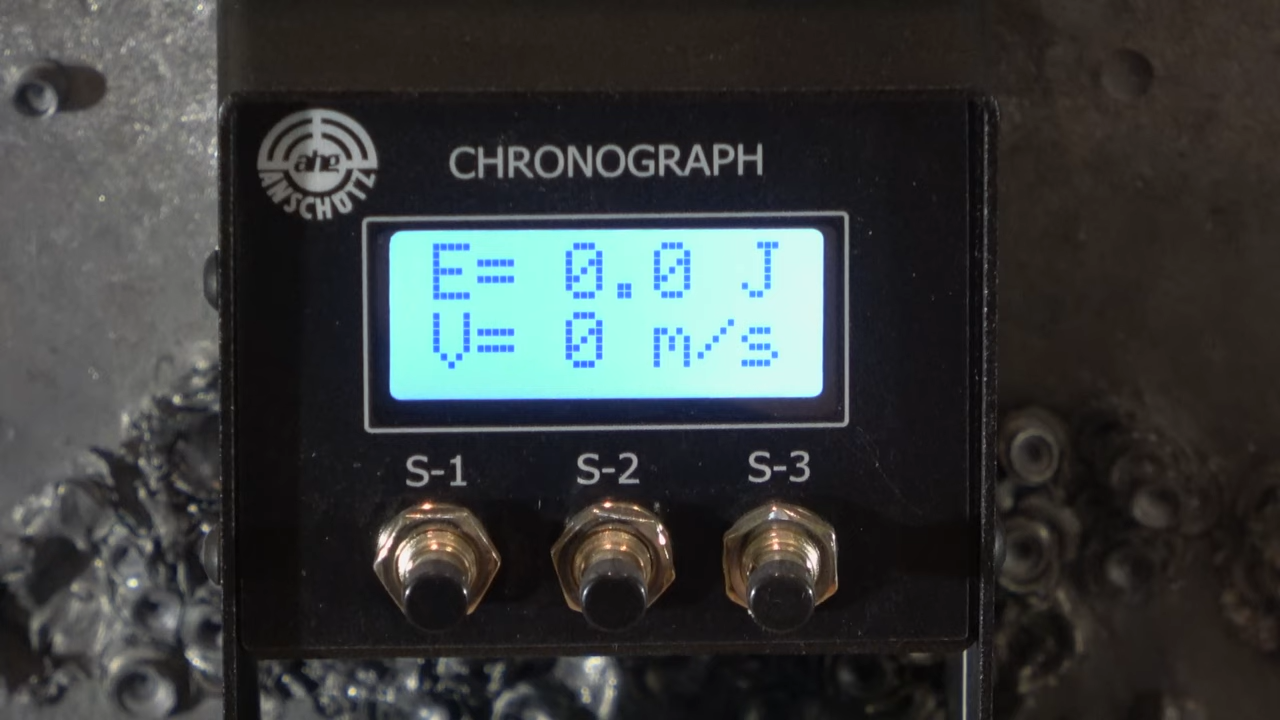 ahg
ANSCHÜTZ
CHRONOGRAPH
E= 0.0 J
V= 0 m/s
S-1 S-2 S-3